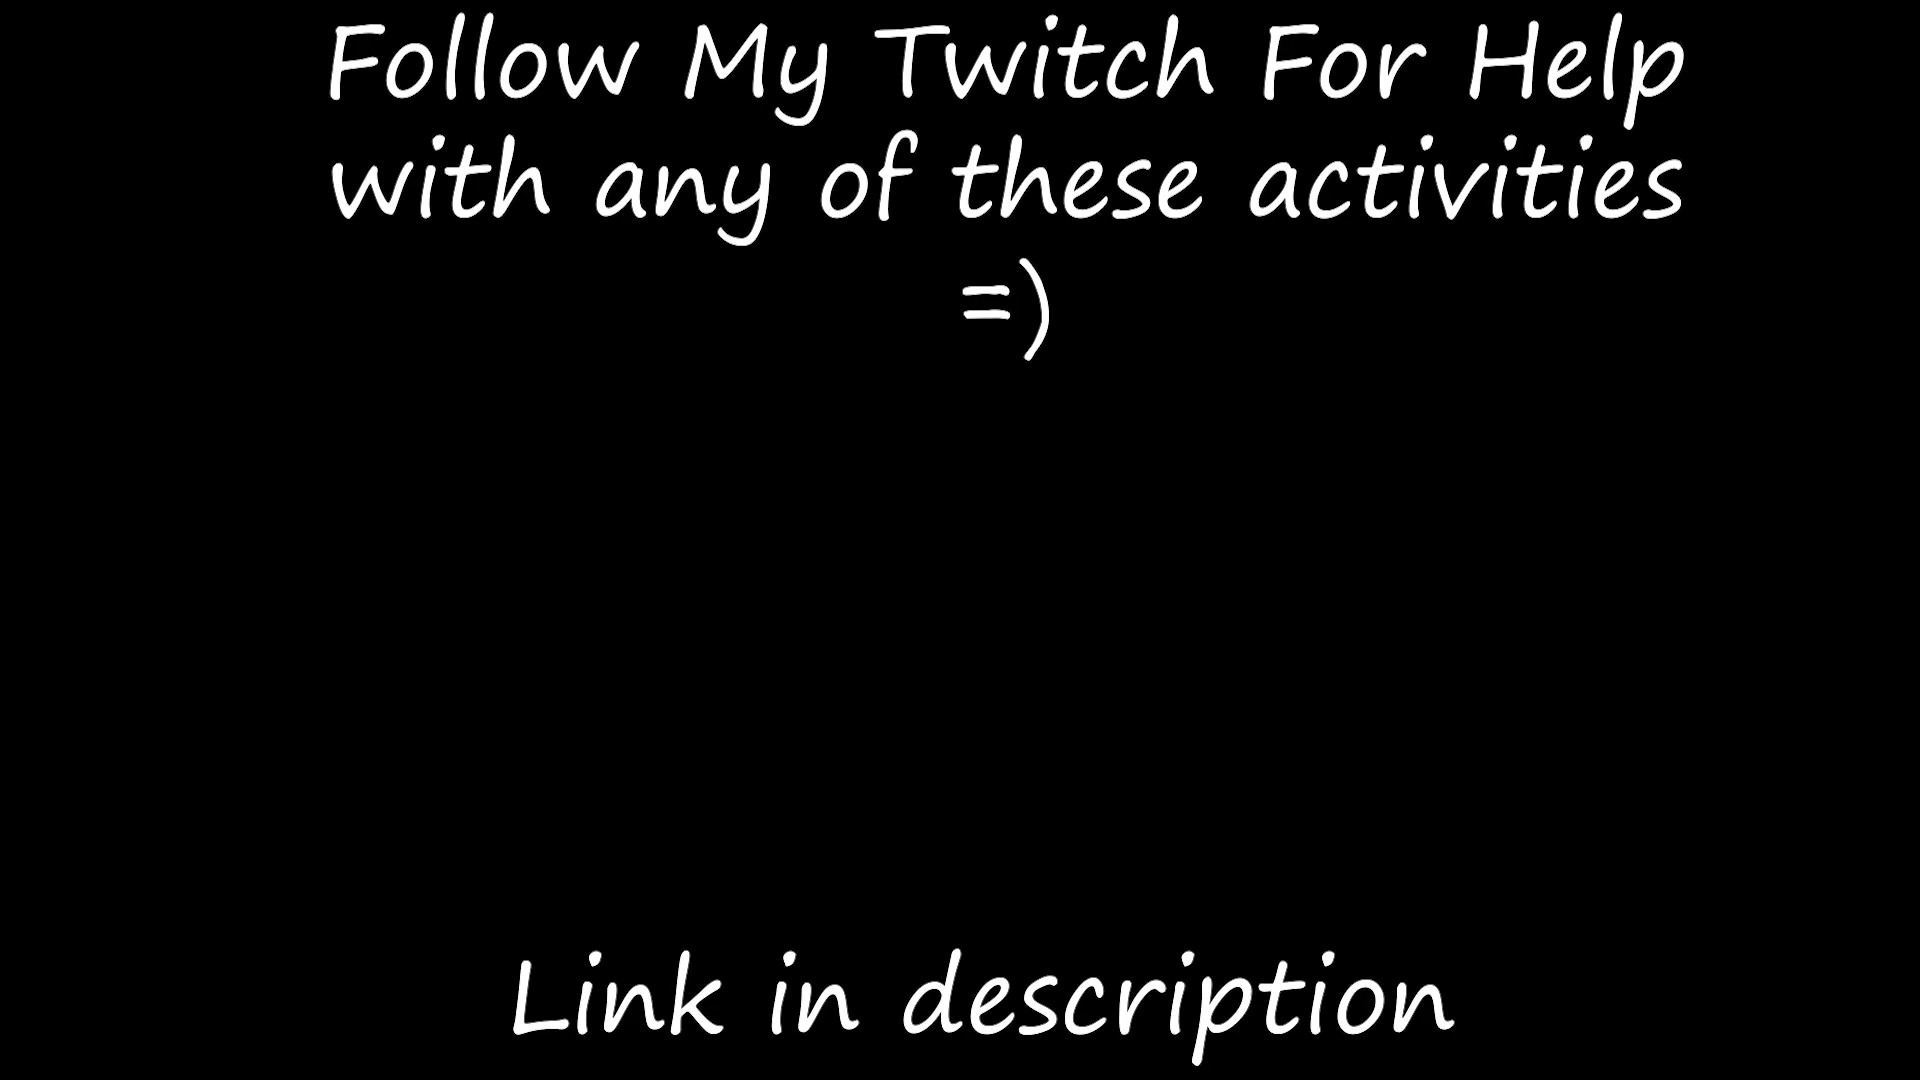 Follow My Twitch For Help
with any of these activities
=)
Link in description